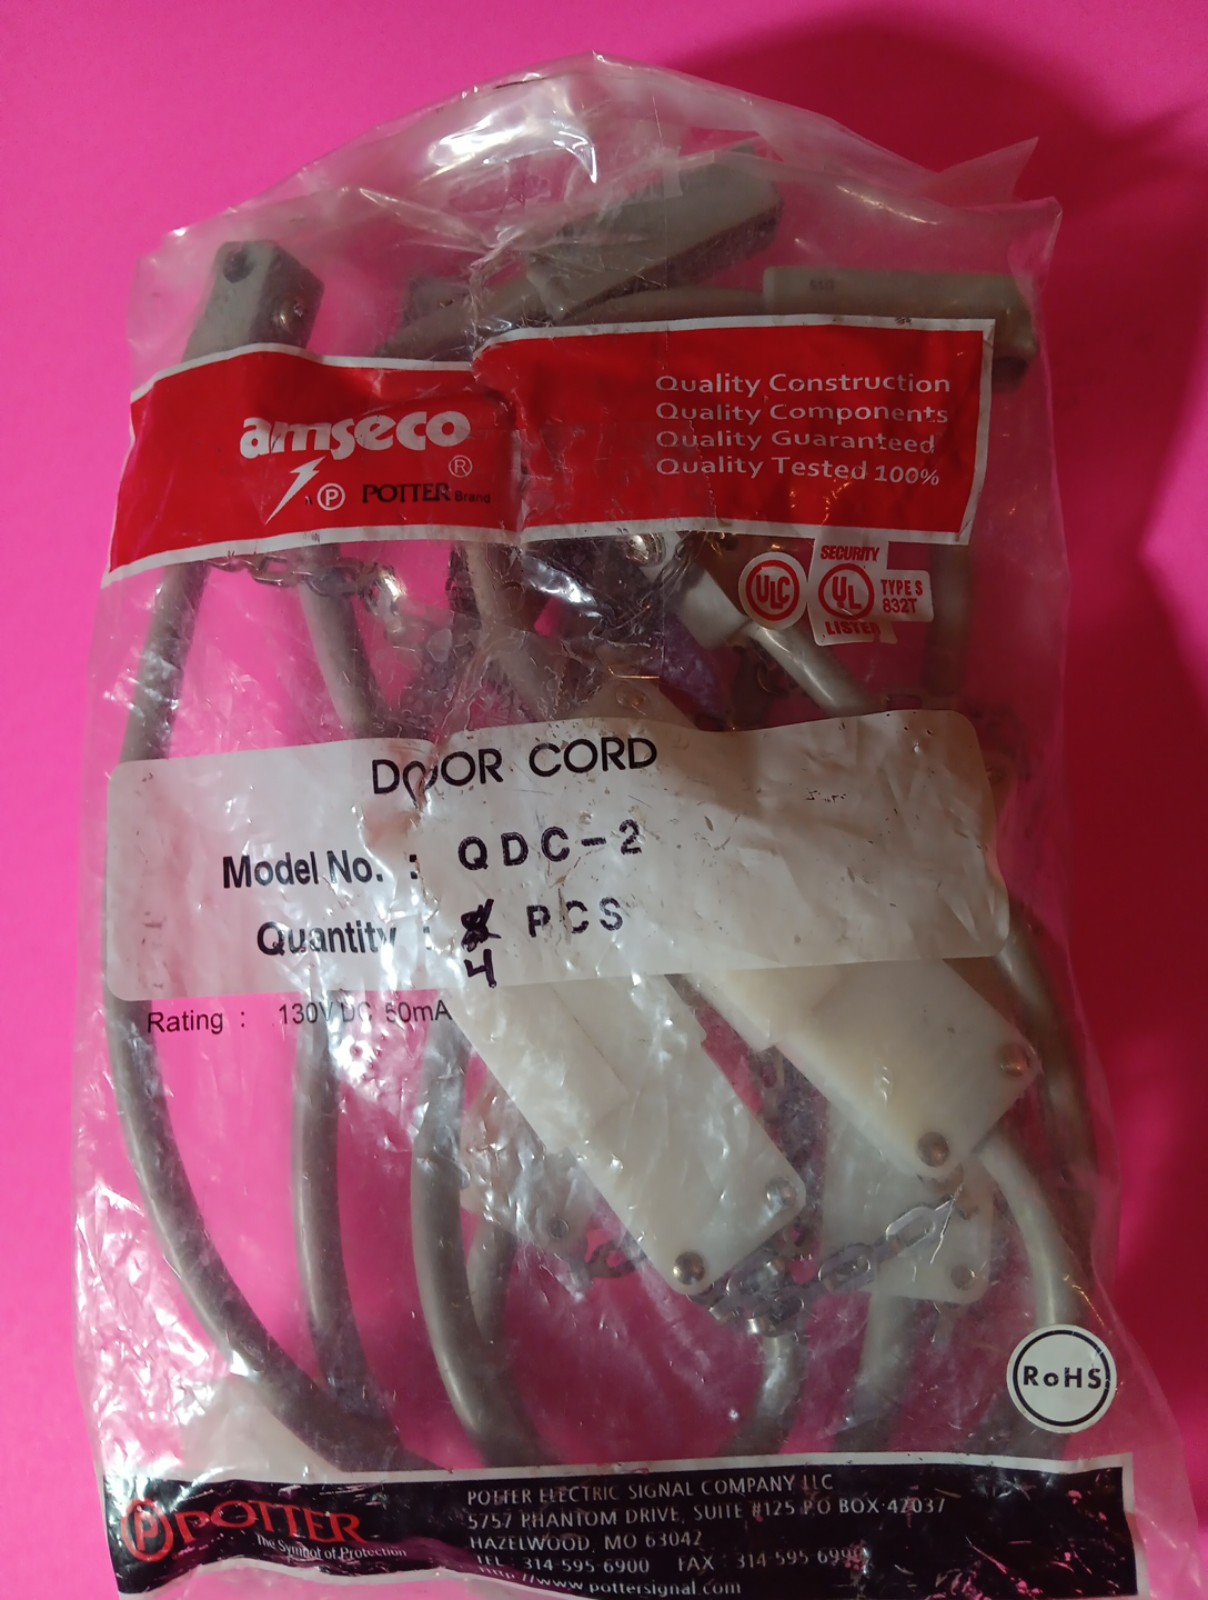 amseco
®
P POTTER Brand
Quality Construction
Quality Components
Quality Guaranteed
Quality Tested 100%
ULC
SECURITY
UL
TYPE S
832T
LISTED
DOOR CORD
Model No. : QDC-2
Quantity : PCS
4
Rating : 130VDC 50mA
RoHS
P POTTER
The Symbol of Protection
POTTER ELECTRIC SIGNAL COMPANY LLC
5757 PHANTOM DRIVE, SUITE #125 PO BOX 42037
HAZELWOOD, MO 63042
TEL : 314-595-6900 FAX : 314-595-6999
http://www.pottersignal.com